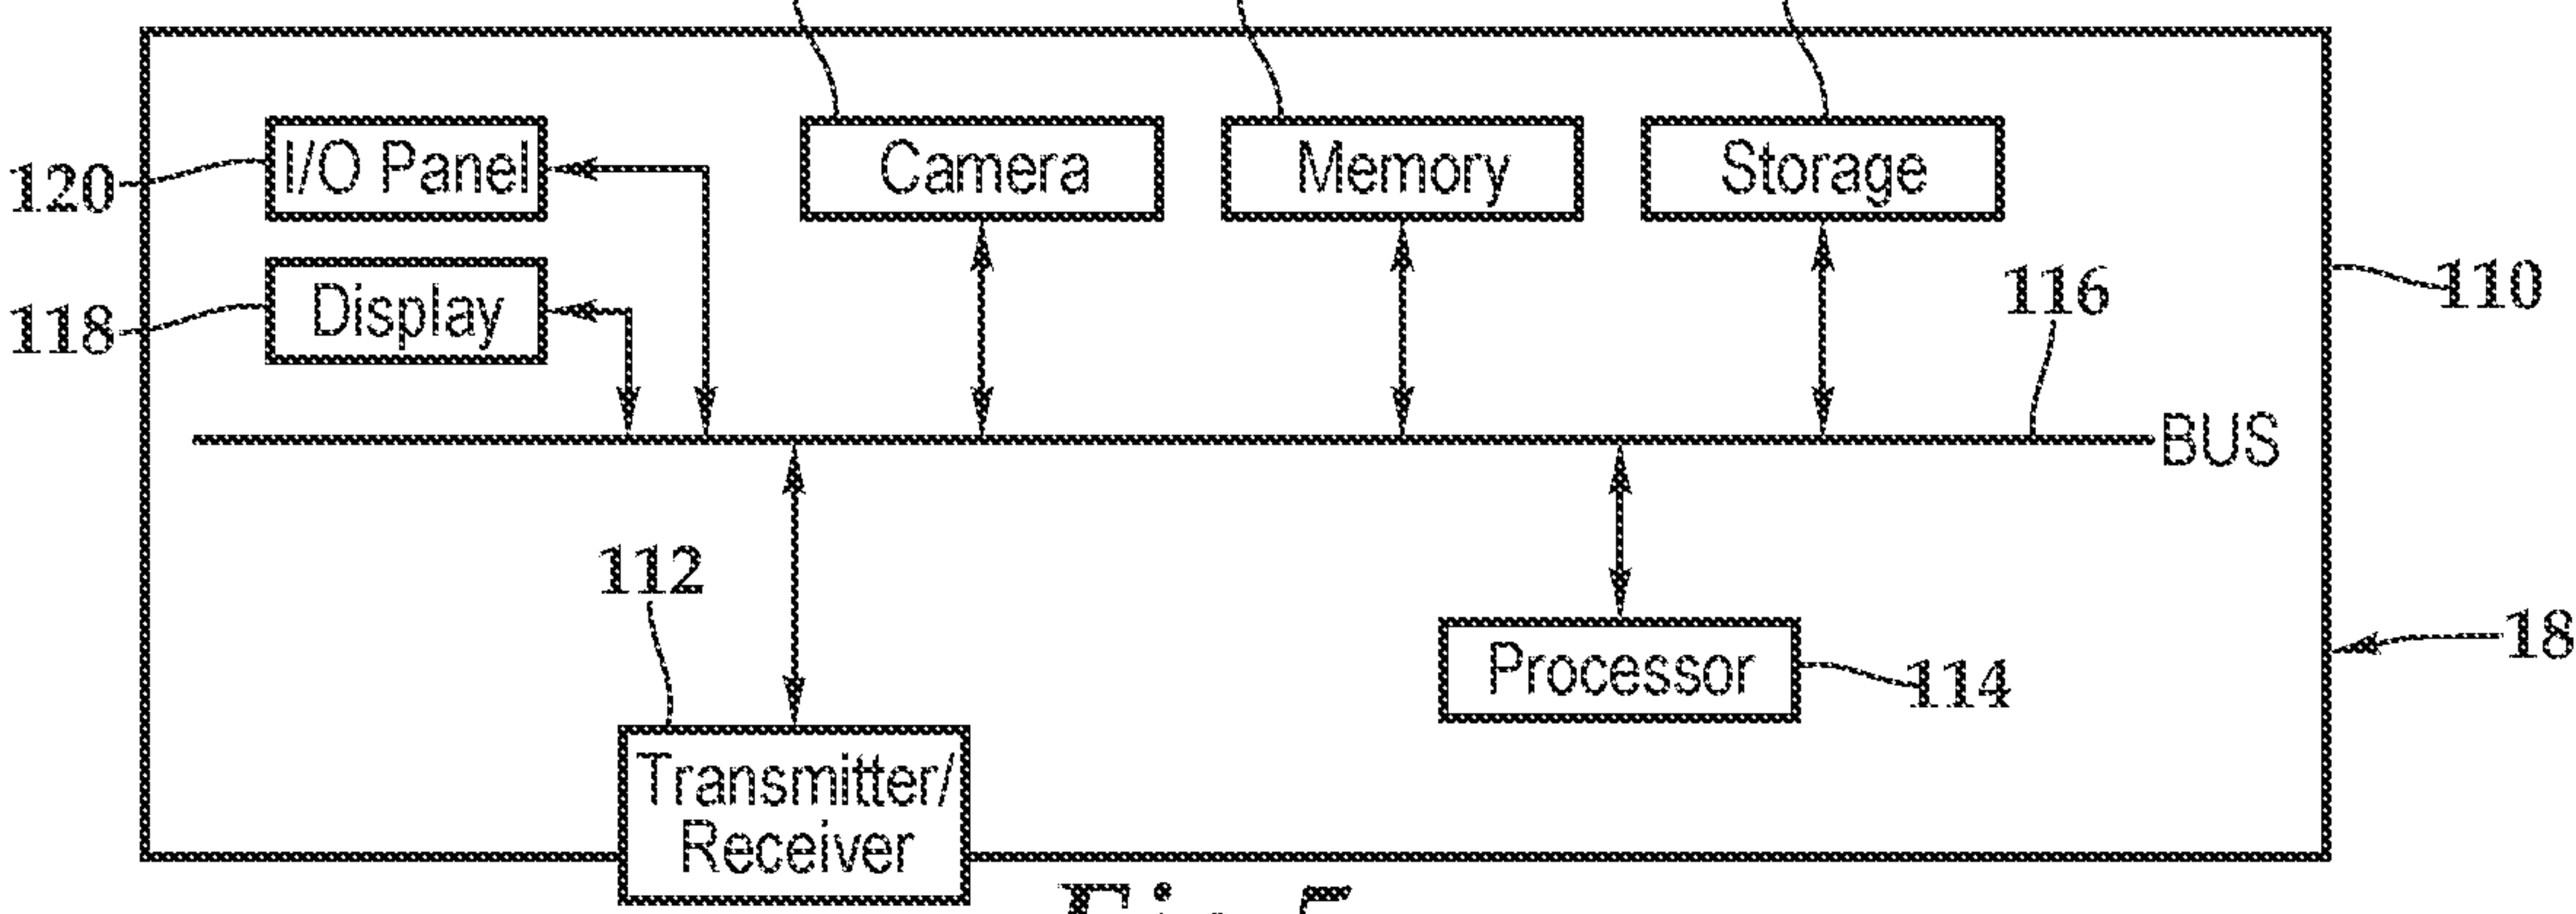 I/O Panel
Camera
Memory
Storage
120
Display
118
116
110
BUS
112
18
Processor
114
Transmitter/
Receiver